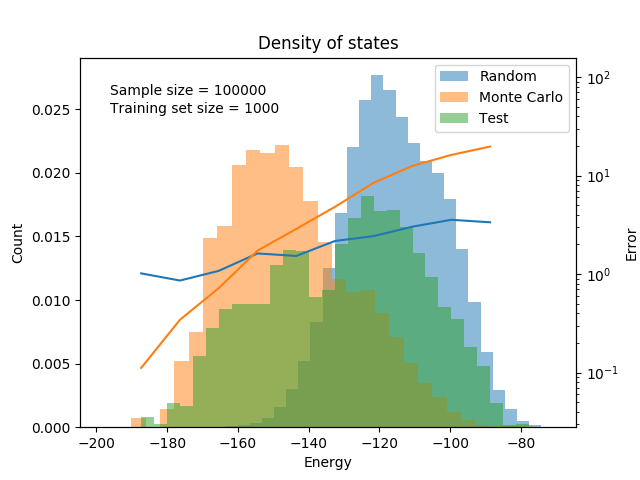 Density of states
Sample size = 100000
Training set size = 1000
Random
Monte Carlo
Test
Count
0.025
0.020
0.015
0.010
0.005
0.000
10²
10¹
10⁰
10⁻¹
Error
−200
−180
−160
−140
−120
−100
−80
Energy